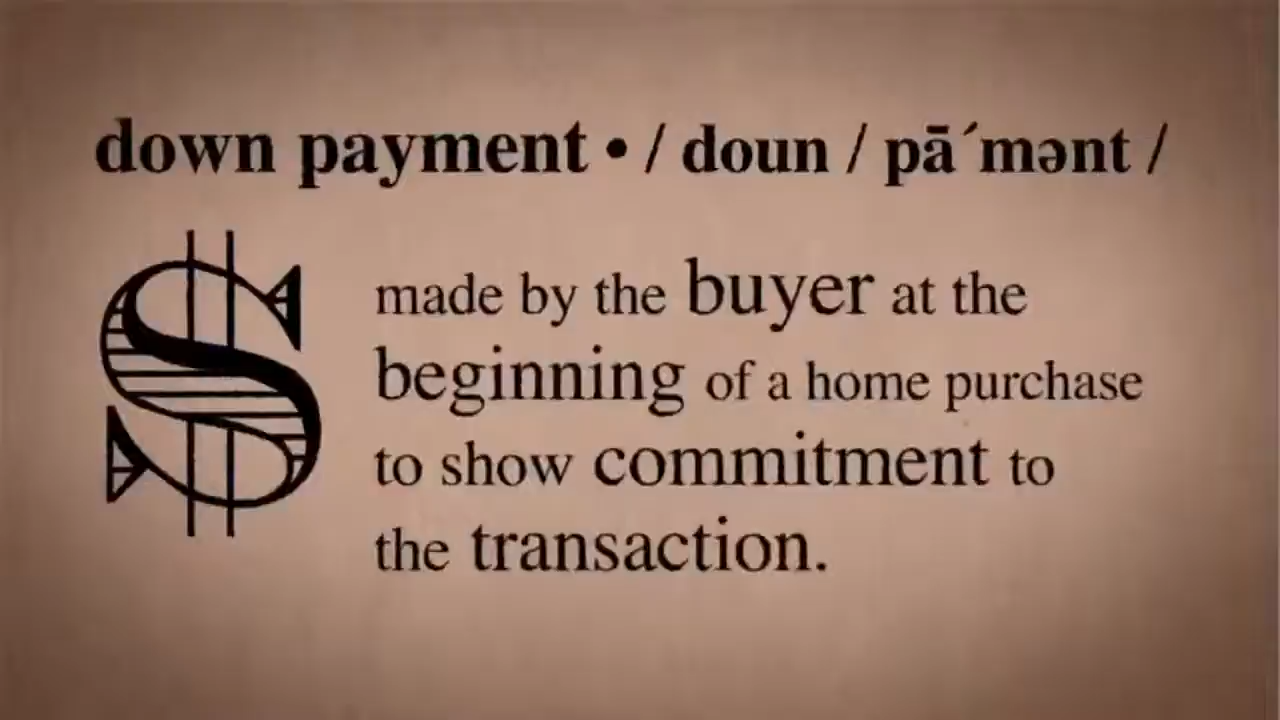 down payment • / doun / pā´mənt /
$
made by the buyer at the
beginning of a home purchase
to show commitment to
the transaction.